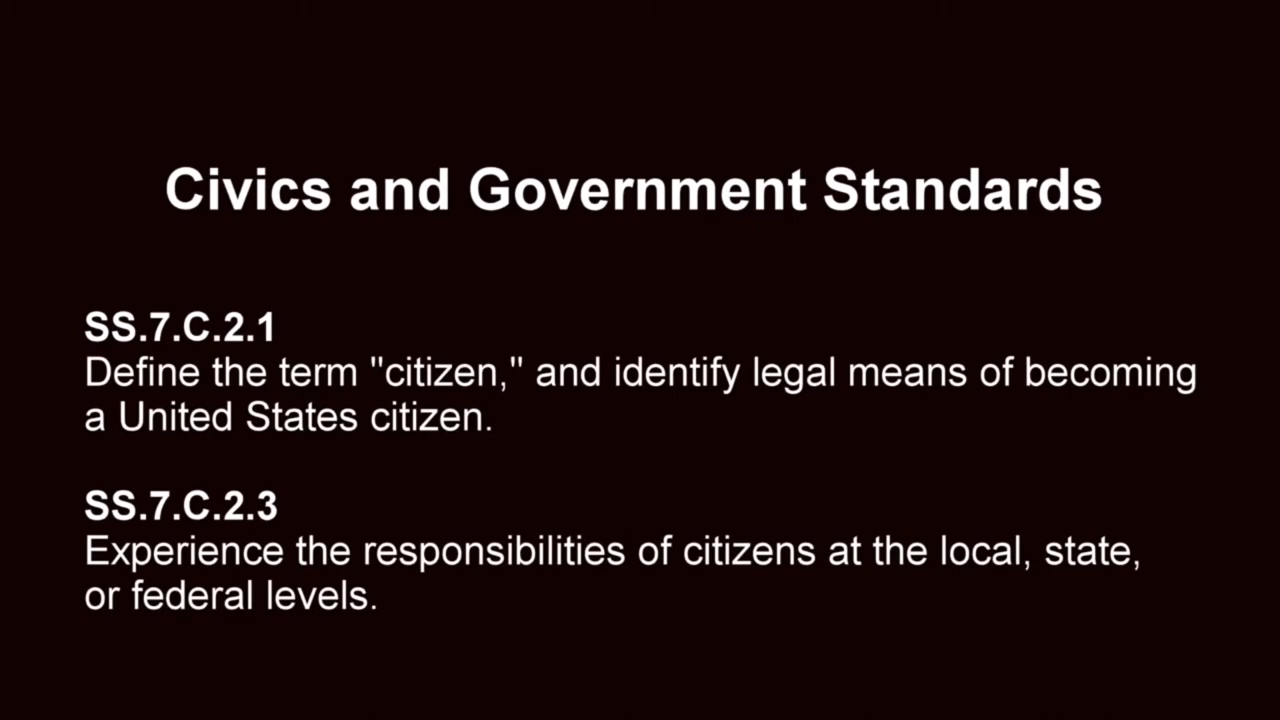 Civics and Government Standards
SS.7.C.2.1
Define the term "citizen," and identify legal means of becoming
a United States citizen.
SS.7.C.2.3
Experience the responsibilities of citizens at the local, state,
or federal levels.